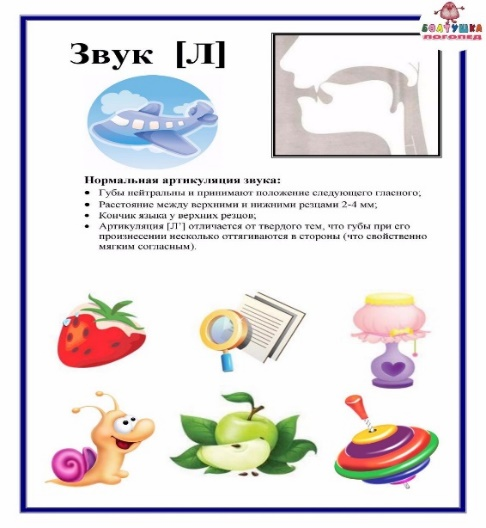 БОЛТУШКА
ЛОГОПЕД
Звук [Л]
Нормальная артикуляция звука:
• Губы нейтральны и принимают положение следующего гласного;
• Расстояние между верхними и нижними резцами 2-4 мм;
• Кончик языка у верхних резцов;
• Артикуляция [Л'] отличается от твердого тем, что губы при его
произнесении несколько оттягиваются в стороны (что свойственно
мягким согласным).